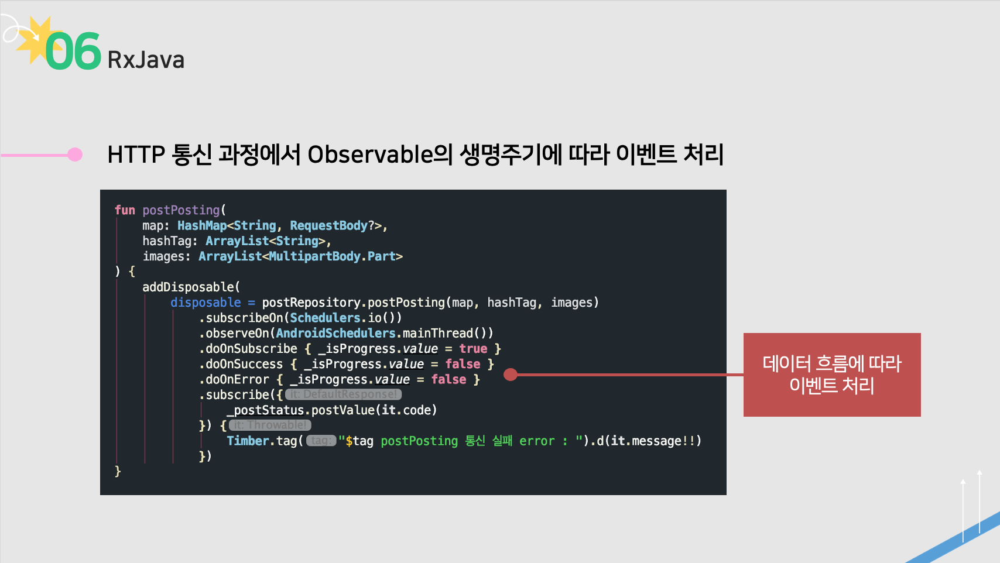 06 RxJava
HTTP 통신 과정에서 Observable의 생명주기에 따라 이벤트 처리
fun postPosting(
    map: HashMap<String, RequestBody?>,
    hashTag: ArrayList<String>,
    images: ArrayList<MultipartBody.Part>
) {
    addDisposable(
        disposable = postRepository.postPosting(map, hashTag, images)
            .subscribeOn(Schedulers.io())
            .observeOn(AndroidSchedulers.mainThread())
            .doOnSubscribe { _isProgress.value = true }
            .doOnSuccess { _isProgress.value = false }
            .doOnError { _isProgress.value = false }
            .subscribe({ it: DefaultResponse!
                _postStatus.postValue(it.code)
            }) { it: Throwable!
                Timber.tag( tag: "$tag postPosting 통신 실패 error : ").d(it.message!!)
            })
}
데이터 흐름에 따라
이벤트 처리